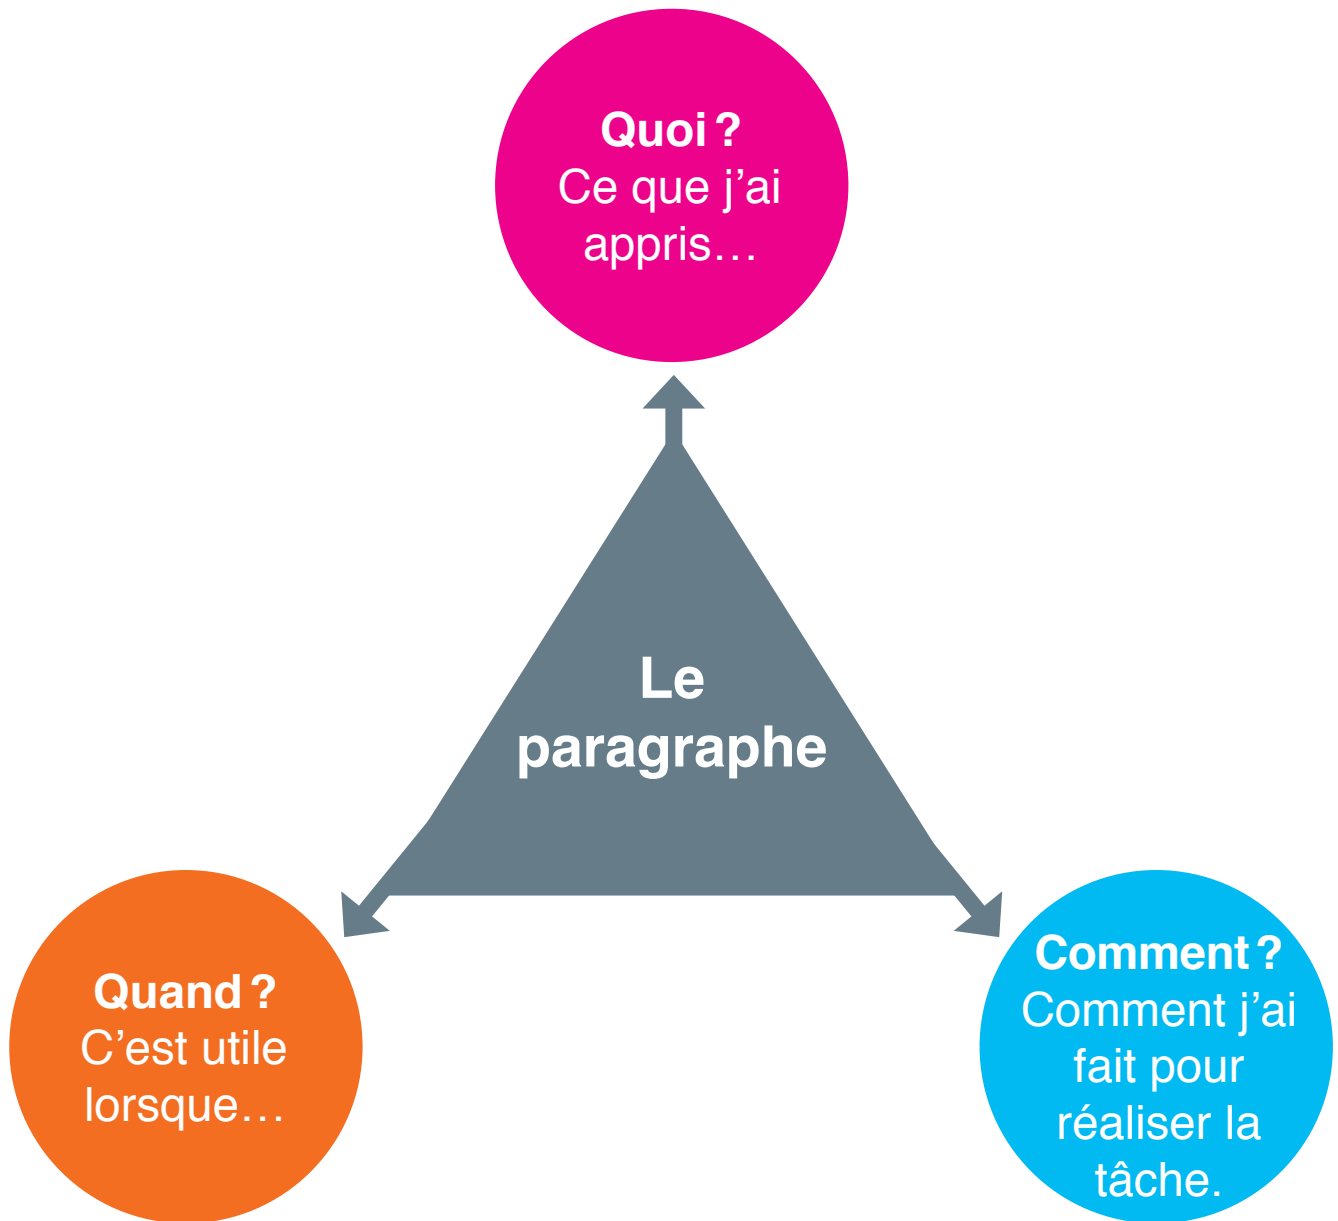 Quoi ?
Ce que j’ai
appris…
Le
paragraphe
Quand ?
C’est utile
lorsque…
Comment ?
Comment j’ai
fait pour
réaliser la
tâche.